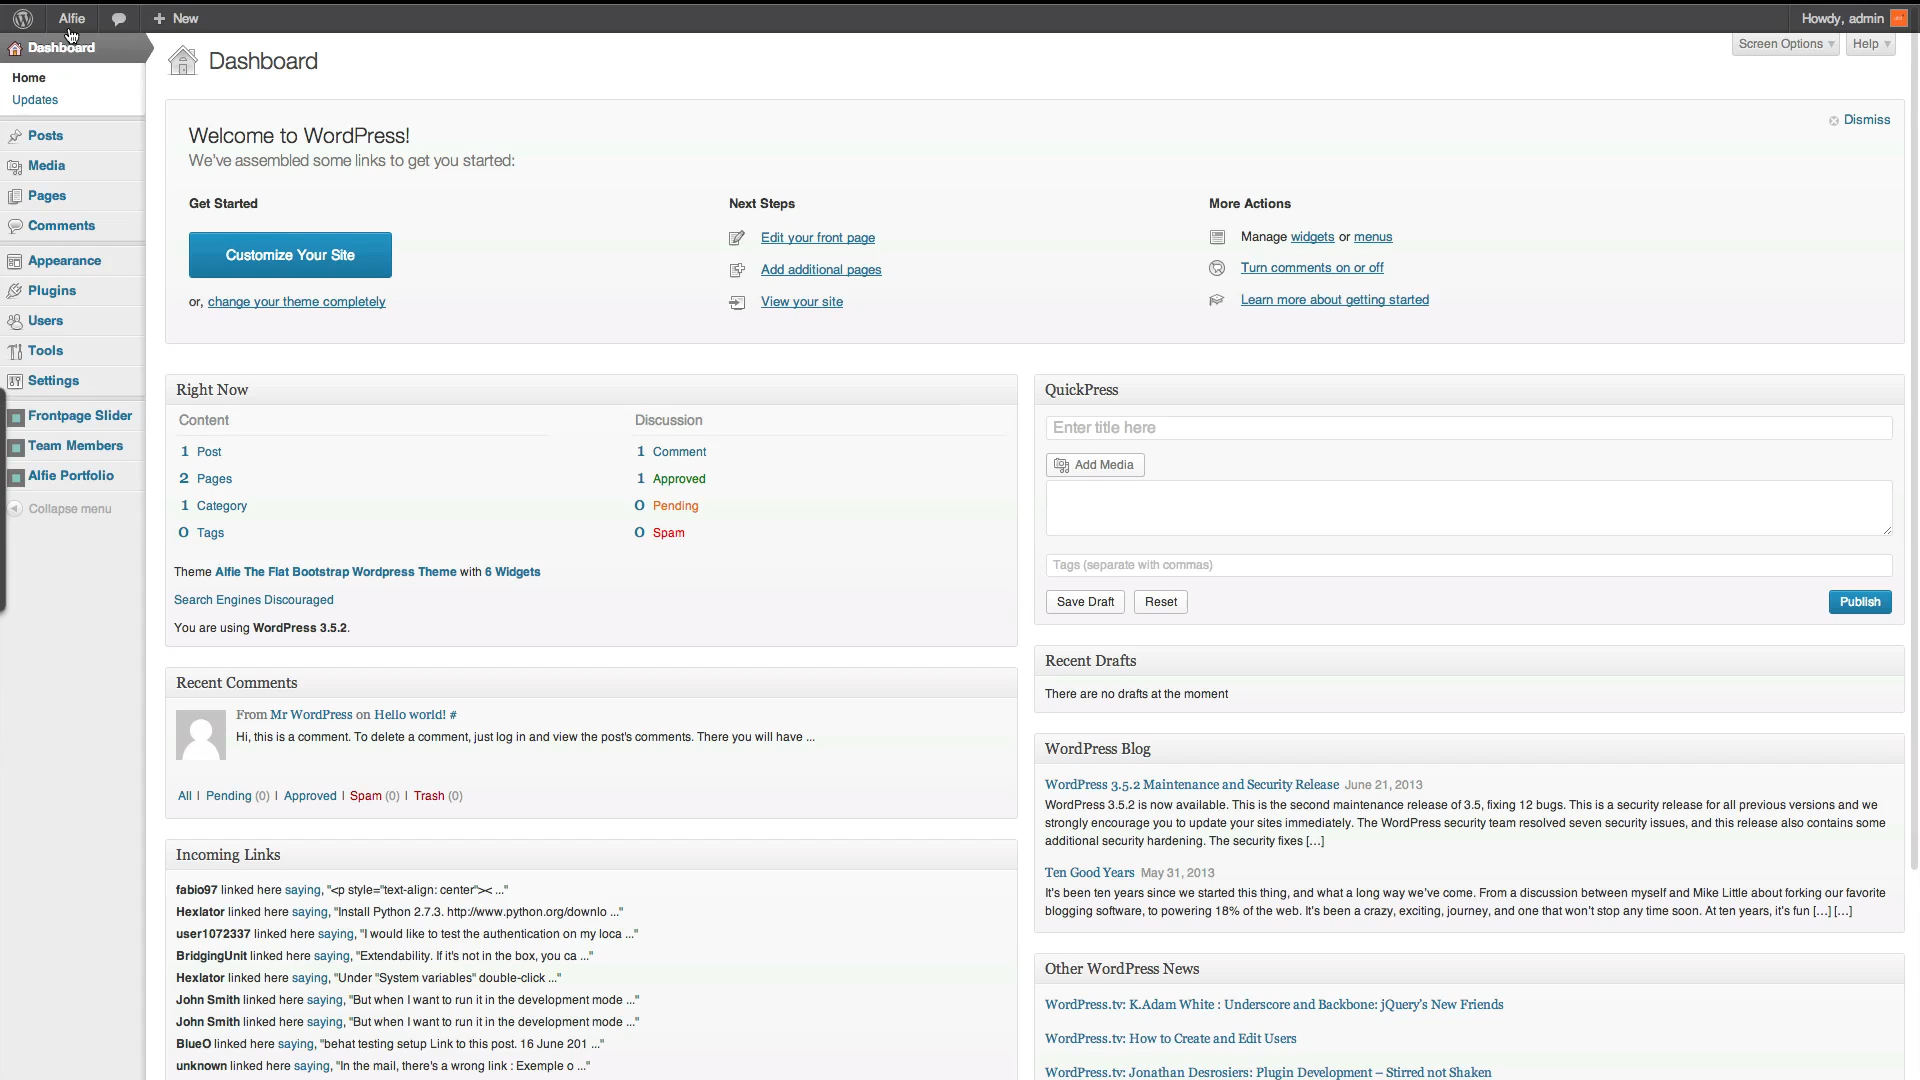 Alfie
New
Howdy, admin
Dashboard
Home
Updates
Posts
Media
Pages
Comments
Appearance
Plugins
Users
Tools
Settings
Frontpage Slider
Team Members
Alfie Portfolio
Collapse menu
Screen Options
Help
Dashboard
Dismiss
Welcome to WordPress!
We've assembled some links to get you started:
Get Started
Customize Your Site
or, change your theme completely
Next Steps
Edit your front page
Add additional pages
View your site
More Actions
Manage widgets or menus
Turn comments on or off
Learn more about getting started
Right Now
Content
1 Post
2 Pages
1 Category
0 Tags
Discussion
1 Comment
1 Approved
0 Pending
0 Spam
Theme Alfie The Flat Bootstrap Wordpress Theme with 6 Widgets
Search Engines Discouraged
You are using WordPress 3.5.2.
Recent Comments
From Mr WordPress on Hello world! #
Hi, this is a comment. To delete a comment, just log in and view the post's comments. There you will have ...
All | Pending (0) | Approved | Spam (0) | Trash (0)
Incoming Links
fabio97 linked here saying, "<p style="text-align: center">< ..."
Hexlator linked here saying, "Install Python 2.7.3. http://www.python.org/downlo ..."
user1072337 linked here saying, "I would like to test the authentication on my loca ..."
BridgingUnit linked here saying, "Extendability. If it's not in the box, you ca ..."
Hexlator linked here saying, "Under "System variables" double-click ..."
John Smith linked here saying, "But when I want to run it in the development mode ..."
John Smith linked here saying, "But when I want to run it in the development mode ..."
BlueO linked here saying, "behat testing setup Link to this post. 16 June 201 ..."
unknown linked here saying, "In the mail, there's a wrong link : Exemple o ..."
QuickPress
Enter title here
Add Media
Tags (separate with commas)
Save Draft
Reset
Publish
Recent Drafts
There are no drafts at the moment
WordPress Blog
WordPress 3.5.2 Maintenance and Security Release June 21, 2013
WordPress 3.5.2 is now available. This is the second maintenance release of 3.5, fixing 12 bugs. This is a security release for all previous versions and we
strongly encourage you to update your sites immediately. The WordPress security team resolved seven security issues, and this release also contains some
additional security hardening. The security fixes [...]
Ten Good Years May 31, 2013
It's been ten years since we started this thing, and what a long way we've come. From a discussion between myself and Mike Little about forking our favorite
blogging software, to powering 18% of the web. It's been a crazy, exciting, journey, and one that won't stop any time soon. At ten years, it's fun [...] [...]
Other WordPress News
WordPress.tv: K.Adam White : Underscore and Backbone: jQuery's New Friends
WordPress.tv: How to Create and Edit Users
WordPress.tv: Jonathan Desrosiers: Plugin Development – Stirred not Shaken